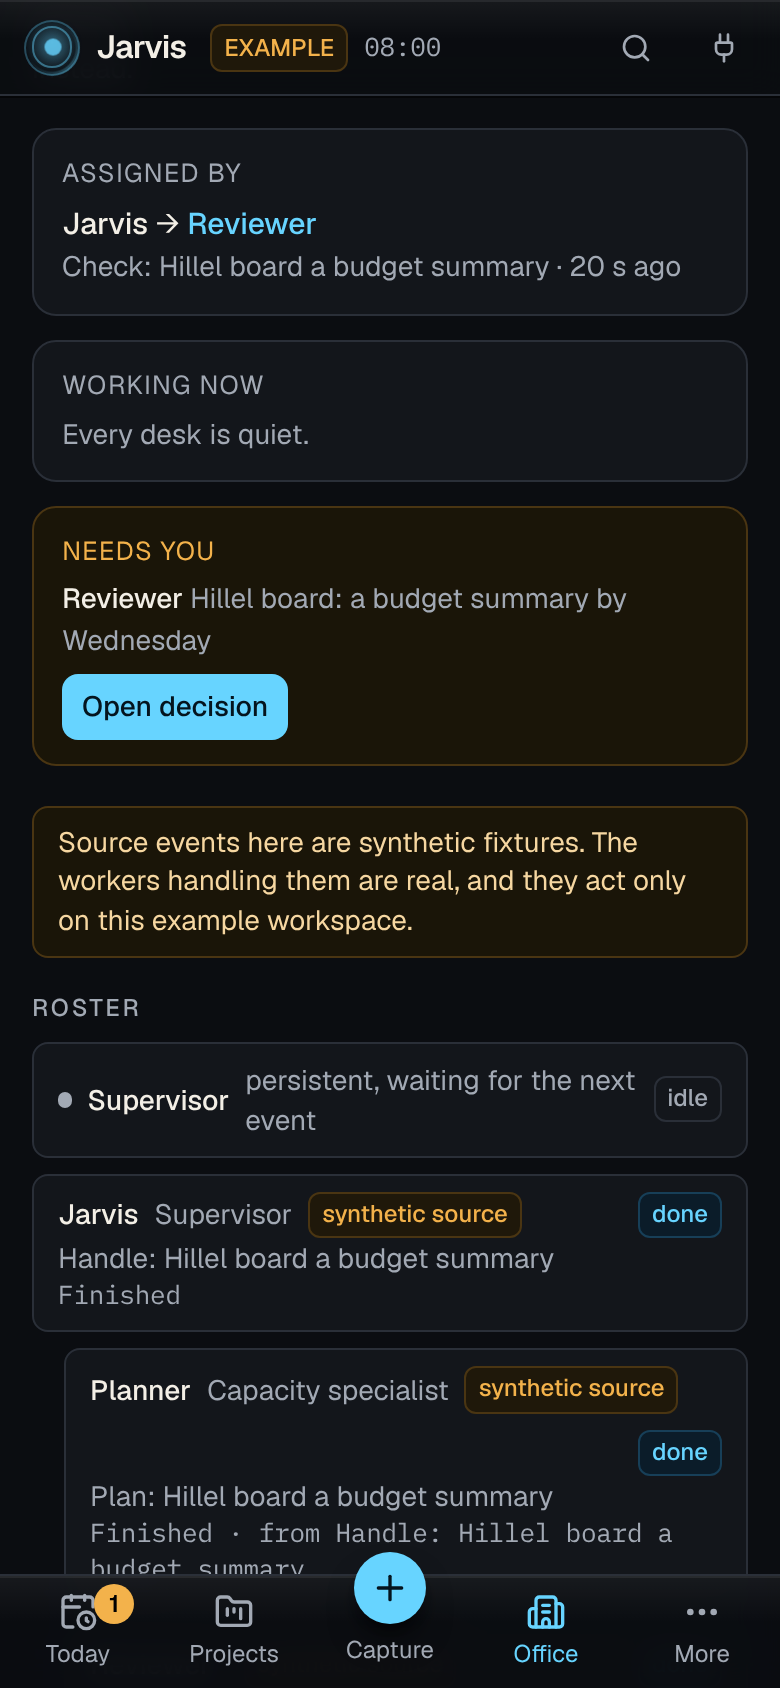 Jarvis EXAMPLE 08:00
ASSIGNED BY
Jarvis → Reviewer
Check: Hillel board a budget summary · 20 s ago
WORKING NOW
Every desk is quiet.
NEEDS YOU
Reviewer Hillel board: a budget summary by
Wednesday
Open decision
Source events here are synthetic fixtures. The
workers handling them are real, and they act only
on this example workspace.
ROSTER
Supervisor persistent, waiting for the next
event
idle
Jarvis Supervisor synthetic source done
Handle: Hillel board a budget summary
Finished
Planner Capacity specialist synthetic source
done
Plan: Hillel board a budget summary
Finished · from Handle: Hillel board a
budget summary
1
Today Projects Capture Office More